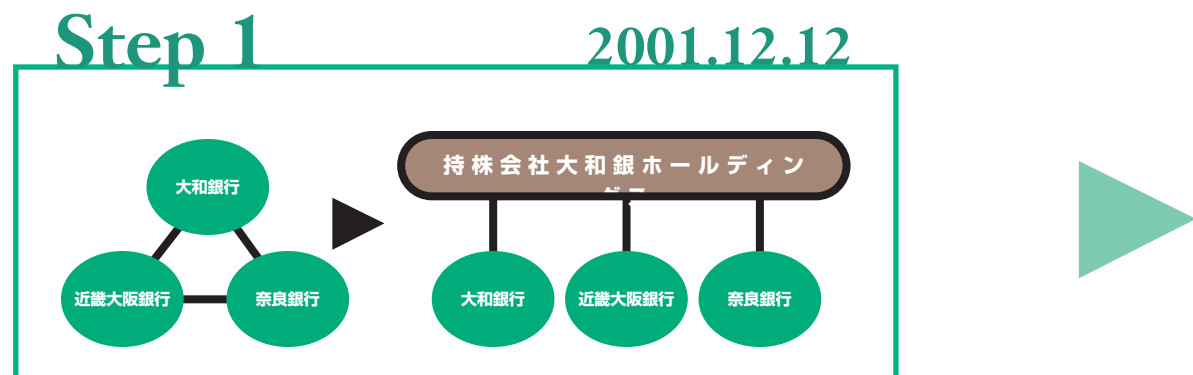 Step 1
2001.12.12
大和銀行
近畿大阪銀行
奈良銀行
持株会社大和銀ホールディン
大和銀行
近畿大阪銀行
奈良銀行